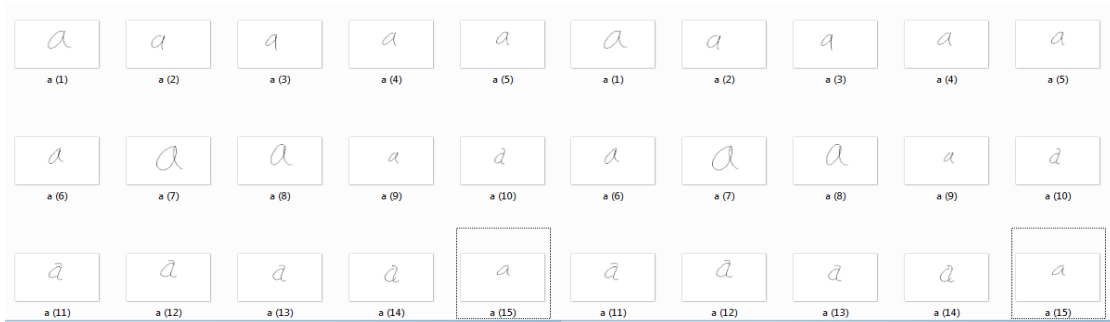 a a a a a a a a a a
a (1) a (2) a (3) a (4) a (5) a (1) a (2) a (3) a (4) a (5)
a a a a a a a a a a
a (6) a (7) a (8) a (9) a (10) a (6) a (7) a (8) a (9) a (10)
a a a a a a a a a a
a (11) a (12) a (13) a (14) a (15) a (11) a (12) a (13) a (14) a (15)